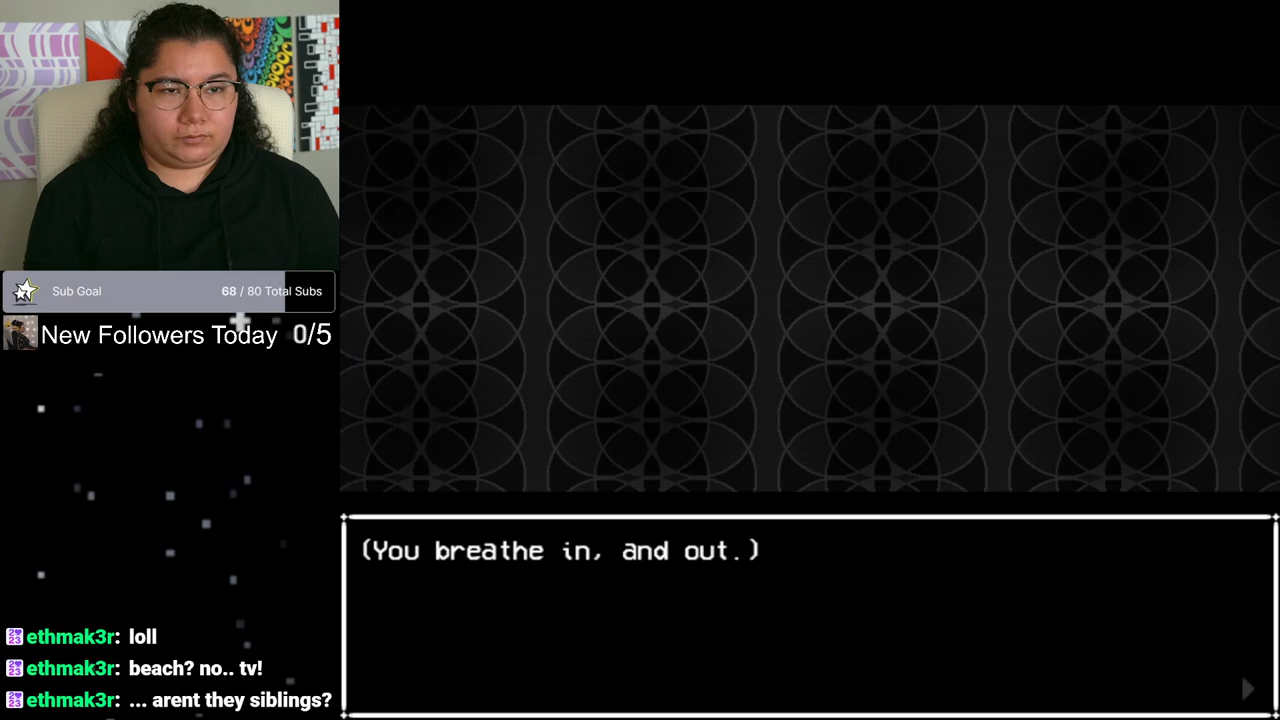 Sub Goal
68 / 80 Total Subs
New Followers Today 0/5
(You breathe in, and out.)
ethmak3r: loll
ethmak3r: beach? no.. tv!
ethmak3r: ... arent they siblings?